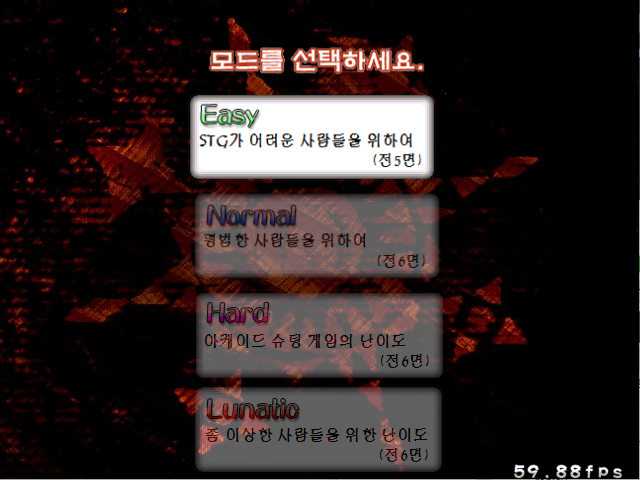 모드를 선택하세요.
Easy
STG가 어려운 사람들을 위하여
(전5면)
Normal
평범한 사람들을 위하여
(전6면)
Hard
아케이드 슈팅 게임의 난이도
(전6면)
Lunatic
좀 이상한 사람들을 위한 난이도
(전6면)
59.88fps